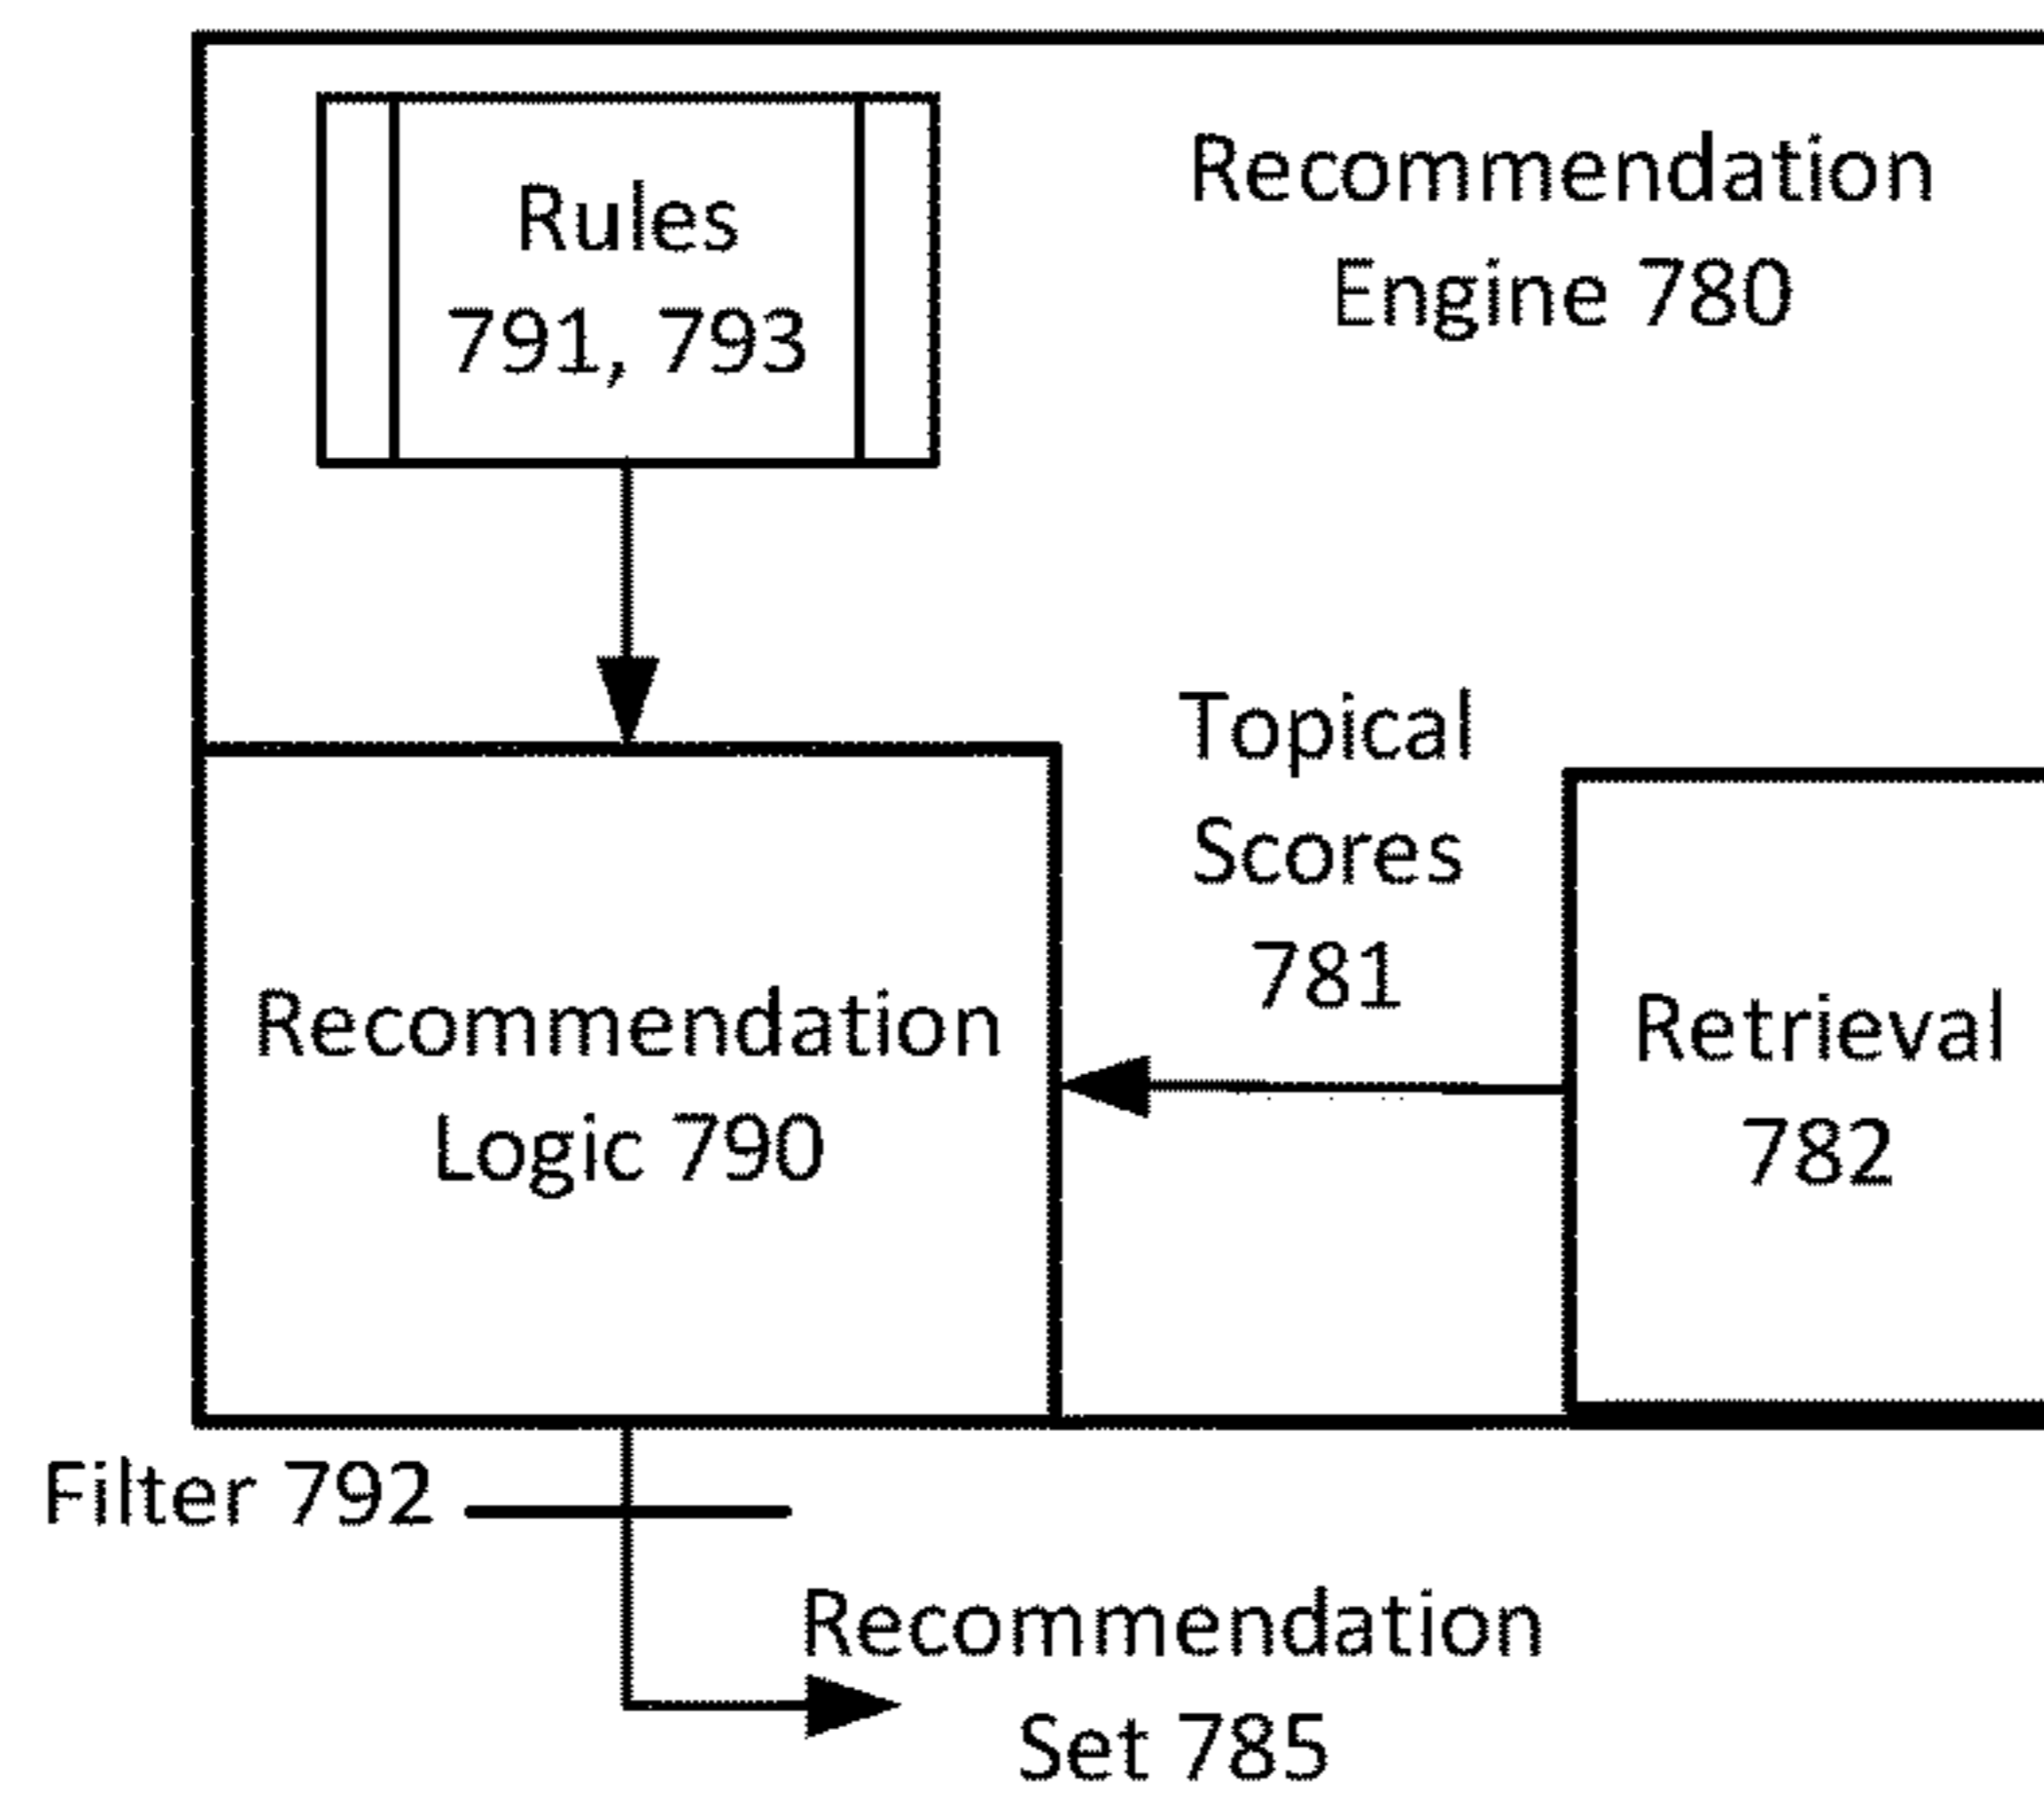 Rules
791, 793
Recommendation
Engine 780
Topical
Scores
781
Recommendation
Logic 790
Retrieval
782
Filter 792
Recommendation
Set 785